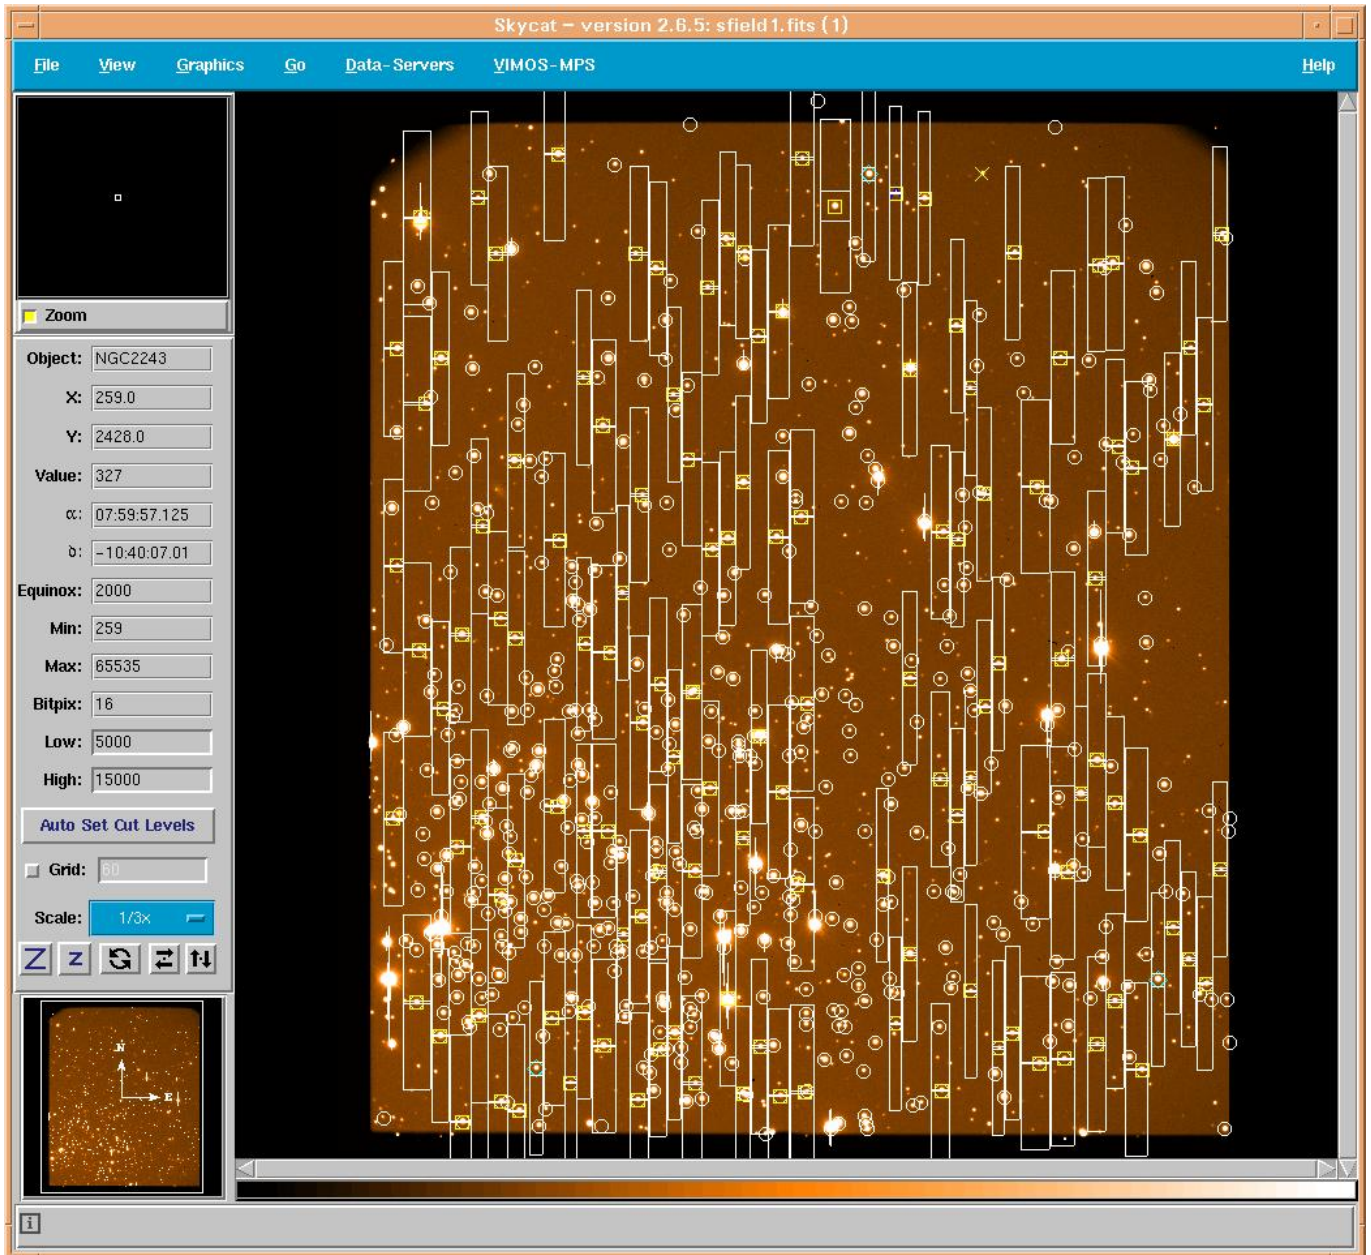 Skycat – version 2.6.5: sfield1.fits (1)
File View Graphics Go Data-Servers VIMOS-MPS Help
Zoom
Object: NGC2243
X: 259.0
Y: 2428.0
Value: 327
α: 07:59:57.125
δ: -10:40:07.01
Equinox: 2000
Min: 259
Max: 65535
Bitpix: 16
Low: 5000
High: 15000
Auto Set Cut Levels
Grid: 60
Scale: 1/3x
Z z
N
E
i